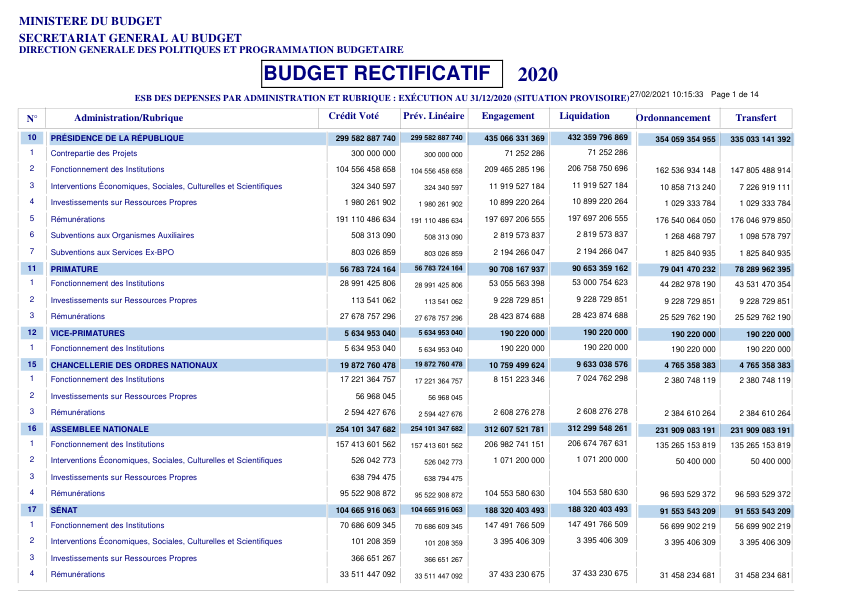 MINISTERE DU BUDGET
SECRETARIAT GENERAL AU BUDGET
DIRECTION GENERALE DES POLITIQUES ET PROGRAMMATION BUDGETAIRE
BUDGET RECTIFICATIF 2020
ESB DES DEPENSES PAR ADMINISTRATION ET RUBRIQUE : EXÉCUTION AU 31/12/2020 (SITUATION PROVISOIRE) 27/02/2021 10:15:33 Page 1 de 14
N° Administration/Rubrique Crédit Voté Prév. Linéaire Engagement Liquidation Ordonnancement Transfert
10 PRÉSIDENCE DE LA RÉPUBLIQUE 299 582 887 740 299 582 887 740 435 066 331 369 432 359 796 869 354 059 354 955 335 033 141 392
1 Contrepartie des Projets 300 000 000 300 000 000 71 252 286 71 252 286
2 Fonctionnement des Institutions 104 556 458 658 104 556 458 658 209 465 285 196 206 758 750 696 162 536 934 148 147 805 488 914
3 Interventions Économiques, Sociales, Culturelles et Scientifiques 324 340 597 324 340 597 11 919 527 184 11 919 527 184 10 858 713 240 7 226 919 111
4 Investissements sur Ressources Propres 1 980 261 902 1 980 261 902 10 899 220 264 10 899 220 264 1 029 333 784 1 029 333 784
5 Rémunérations 191 110 486 634 191 110 486 634 197 697 206 555 197 697 206 555 176 540 064 050 176 046 979 850
6 Subventions aux Organismes Auxiliaires 508 313 090 508 313 090 2 819 573 837 2 819 573 837 1 268 468 797 1 098 578 797
7 Subventions aux Services Ex-BPO 803 026 859 803 026 859 2 194 266 047 2 194 266 047 1 825 840 935 1 825 840 935
11 PRIMATURE 56 783 724 164 56 783 724 164 90 708 167 937 90 653 359 162 79 041 470 232 78 289 962 395
1 Fonctionnement des Institutions 28 991 425 806 28 991 425 806 53 055 563 398 53 000 754 623 44 282 978 190 43 531 470 354
2 Investissements sur Ressources Propres 113 541 062 113 541 062 9 228 729 851 9 228 729 851 9 228 729 851 9 228 729 851
3 Rémunérations 27 678 757 296 27 678 757 296 28 423 874 688 28 423 874 688 25 529 762 190 25 529 762 190
12 VICE-PRIMATURES 5 634 953 040 5 634 953 040 190 220 000 190 220 000 190 220 000 190 220 000
1 Fonctionnement des Institutions 5 634 953 040 5 634 953 040 190 220 000 190 220 000 190 220 000 190 220 000
15 CHANCELLERIE DES ORDRES NATIONAUX 19 872 760 478 19 872 760 478 10 759 499 624 9 633 038 576 4 765 358 383 4 765 358 383
1 Fonctionnement des Institutions 17 221 364 757 17 221 364 757 8 151 223 346 7 024 762 298 2 380 748 119 2 380 748 119
2 Investissements sur Ressources Propres 56 968 045 56 968 045
3 Rémunérations 2 594 427 676 2 594 427 676 2 608 276 278 2 608 276 278 2 384 610 264 2 384 610 264
16 ASSEMBLEE NATIONALE 254 101 347 682 254 101 347 682 312 607 521 781 312 299 548 261 231 909 083 191 231 909 083 191
1 Fonctionnement des Institutions 157 413 601 562 157 413 601 562 206 982 741 151 206 674 767 631 135 265 153 819 135 265 153 819
2 Interventions Économiques, Sociales, Culturelles et Scientifiques 526 042 773 526 042 773 1 071 200 000 1 071 200 000 50 400 000 50 400 000
3 Investissements sur Ressources Propres 638 794 475 638 794 475
4 Rémunérations 95 522 908 872 95 522 908 872 104 553 580 630 104 553 580 630 96 593 529 372 96 593 529 372
17 SÉNAT 104 665 916 063 104 665 916 063 188 320 403 493 188 320 403 493 91 553 543 209 91 553 543 209
1 Fonctionnement des Institutions 70 686 609 345 70 686 609 345 147 491 766 509 147 491 766 509 56 699 902 219 56 699 902 219
2 Interventions Économiques, Sociales, Culturelles et Scientifiques 101 208 359 101 208 359 3 395 406 309 3 395 406 309 3 395 406 309 3 395 406 309
3 Investissements sur Ressources Propres 366 651 267 366 651 267
4 Rémunérations 33 511 447 092 33 511 447 092 37 433 230 675 37 433 230 675 31 458 234 681 31 458 234 681